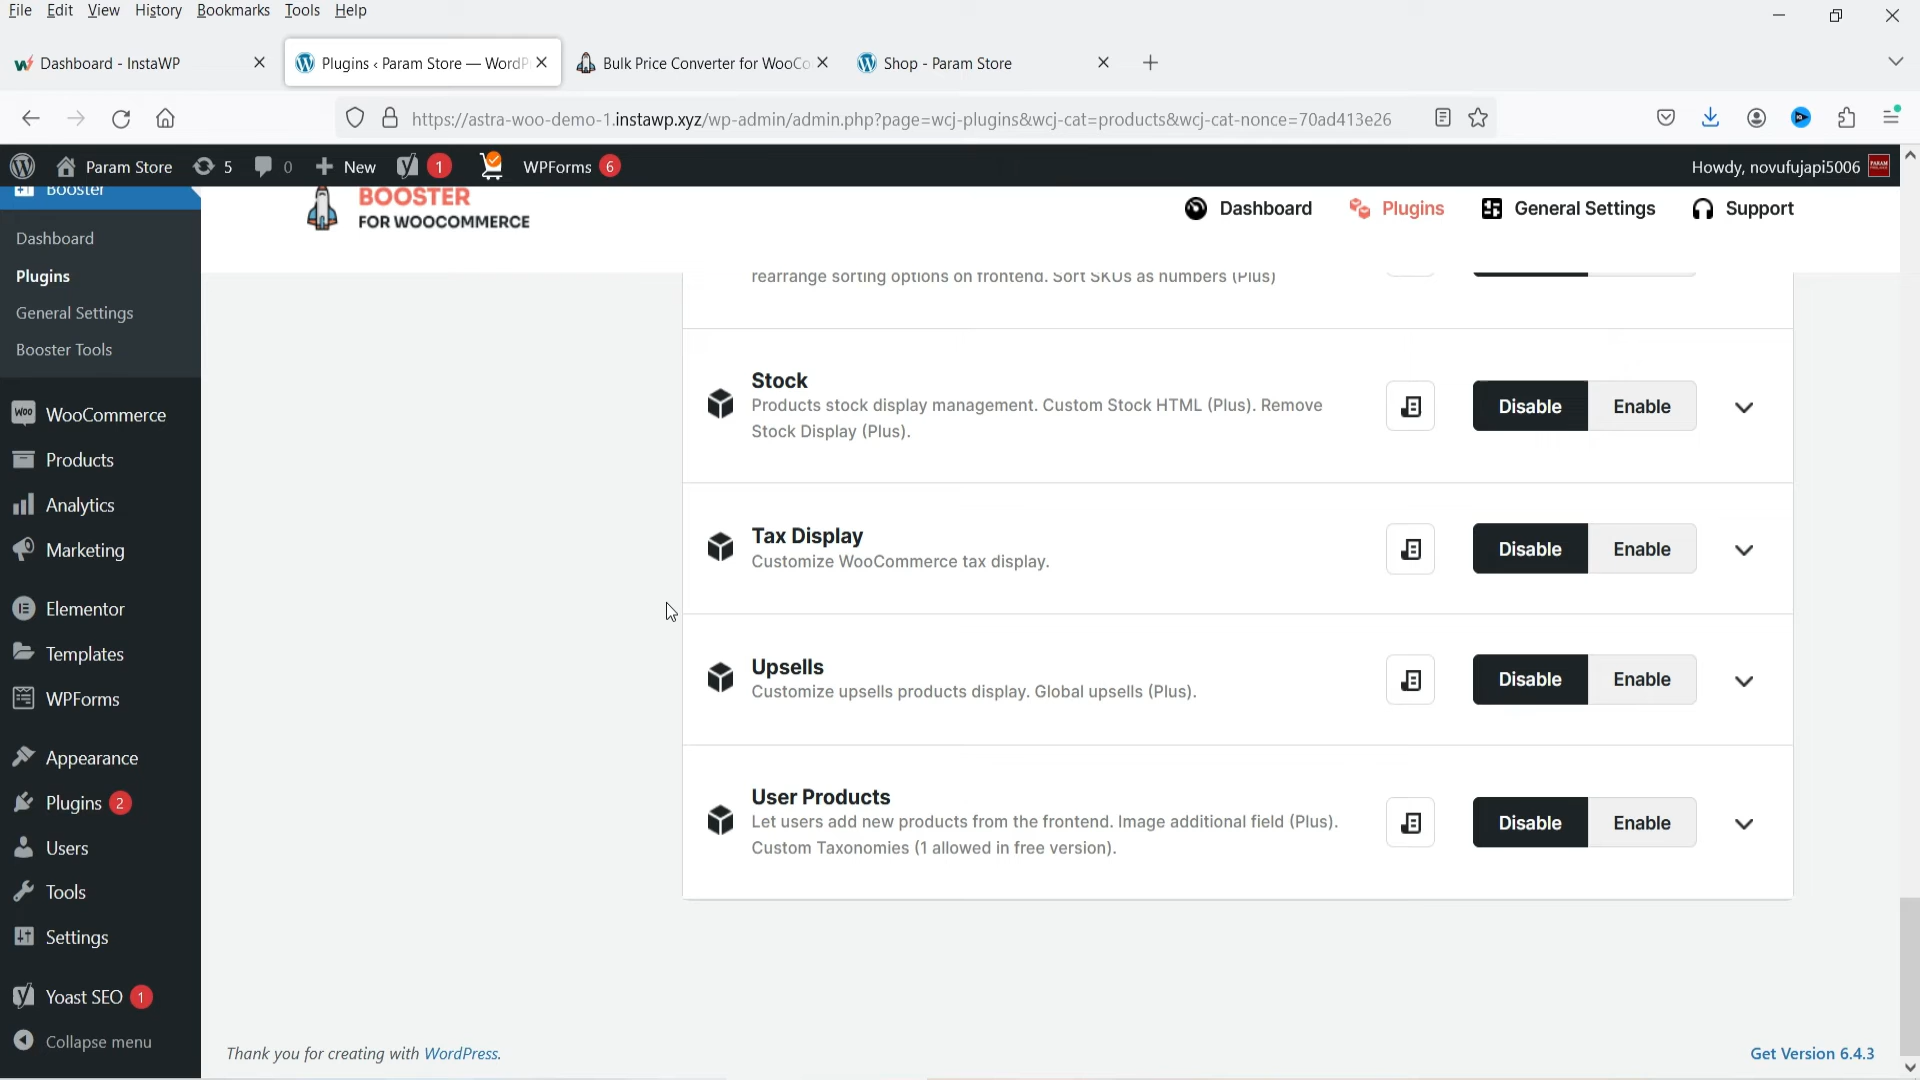 File Edit View History Bookmarks Tools Help
Dashboard - InstaWP
Plugins ‹ Param Store — WordP
Bulk Price Converter for WooCo
Shop - Param Store
https://astra-woo-demo-1.instawp.xyz/wp-admin/admin.php?page=wcj-plugins&wcj-cat=products&wcj-cat-nonce=70ad413e26
Param Store 5 0 New 1 WPForms 6 Howdy, novufujapi5006
Booster
Dashboard
Plugins
General Settings
Booster Tools
WooCommerce
Products
Analytics
Marketing
Elementor
Templates
WPForms
Appearance
Plugins 2
Users
Tools
Settings
Yoast SEO 1
Collapse menu
BOOSTER
FOR WOOCOMMERCE
Dashboard Plugins General Settings Support
rearrange sorting options on frontend. Sort SKUs as numbers (Plus)
Stock
Products stock display management. Custom Stock HTML (Plus). Remove
Stock Display (Plus).
Disable Enable
Tax Display
Customize WooCommerce tax display.
Disable Enable
Upsells
Customize upsells products display. Global upsells (Plus).
Disable Enable
User Products
Let users add new products from the frontend. Image additional field (Plus).
Custom Taxonomies (1 allowed in free version).
Disable Enable
Thank you for creating with WordPress.
Get Version 6.4.3